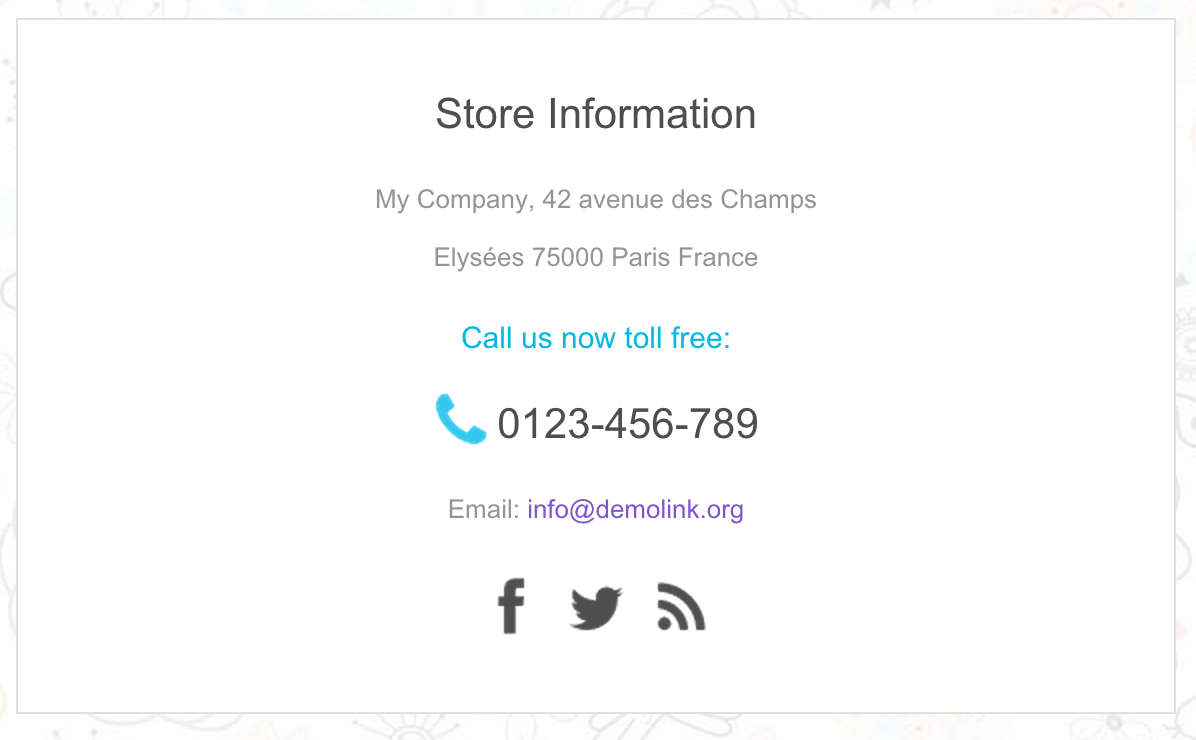 Store Information
My Company, 42 avenue des Champs
Elysées 75000 Paris France
Call us now toll free:
0123-456-789
Email: info@demolink.org